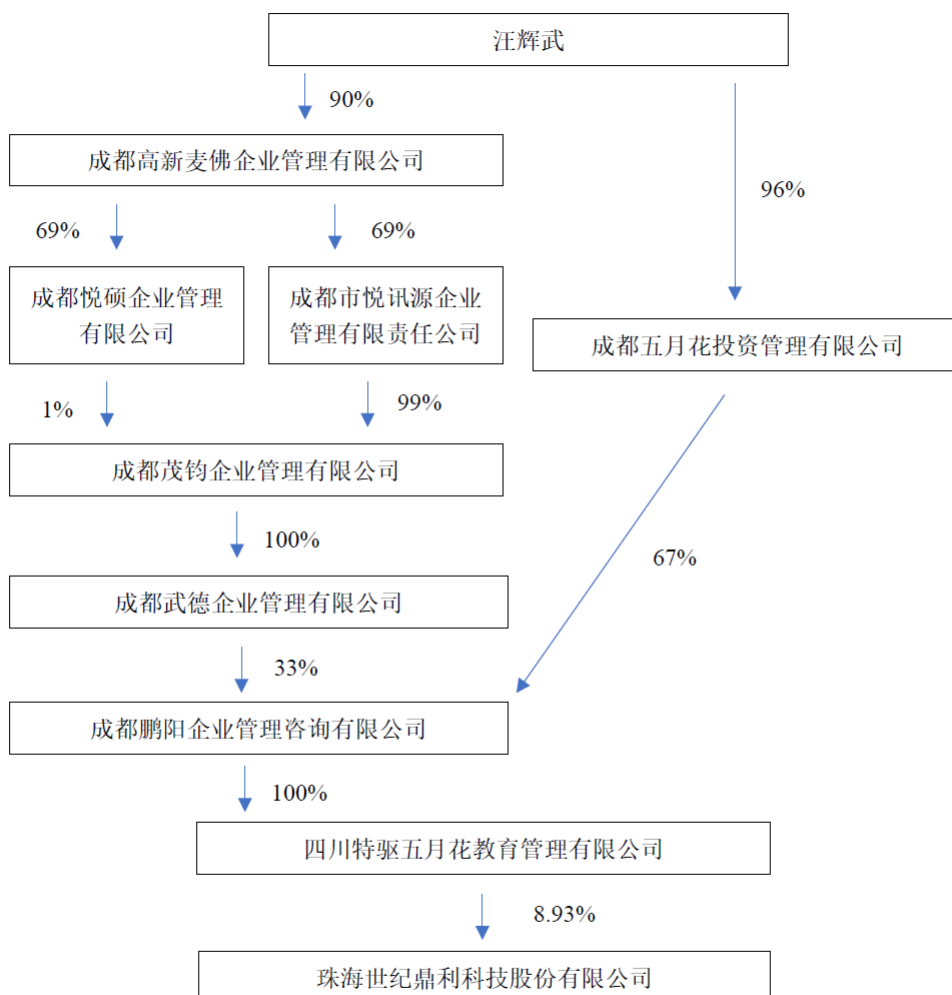 汪辉武
90%
成都高新麦佛企业管理有限公司
96%
69%
69%
成都悦硕企业管理
有限公司
成都市悦讯源企业
管理有限责任公司
成都五月花投资管理有限公司
1%
99%
成都茂钧企业管理有限公司
100%
67%
成都武德企业管理有限公司
33%
成都鹏阳企业管理咨询有限公司
100%
四川特驱五月花教育管理有限公司
8.93%
珠海世纪鼎利科技股份有限公司